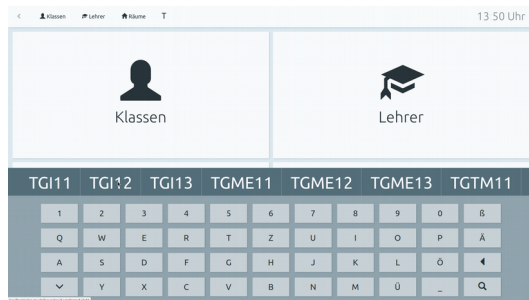 Klassen Lehrer Räume T 13 50 Uhr
Klassen
Lehrer
TGI11 TGI12 TGI13 TGME11 TGME12 TGME13 TGTM11
1 2 3 4 5 6 7 8 9 0 ß
Q W E R T Z U I O P Ä
A S D F G H J K L Ö
Y X C V B N M Ü _